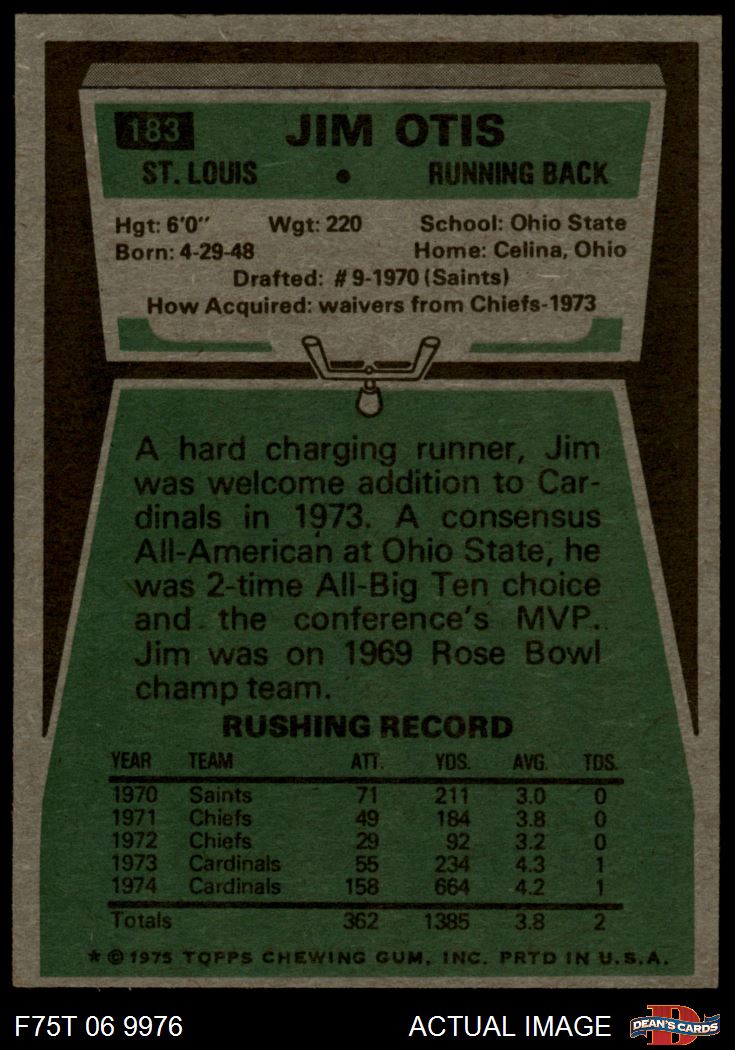 183 JIM OTIS
ST. LOUIS • RUNNING BACK
Hgt: 6'0" Wgt: 220 School: Ohio State
Born: 4-29-48 Home: Celina, Ohio
Drafted: #9-1970 (Saints)
How Acquired: waivers from Chiefs-1973
A hard charging runner, Jim
was welcome addition to Car-
dinals in 1973. A consensus
All-American at Ohio State, he
was 2-time All-Big Ten choice
and the conference's MVP.
Jim was on 1969 Rose Bowl
champ team.
RUSHING RECORD
YEAR TEAM ATT. YDS. AVG. TDS.
1970 Saints 71 211 3.0 0
1971 Chiefs 49 184 3.8 0
1972 Chiefs 29 92 3.2 0
1973 Cardinals 55 234 4.3 1
1974 Cardinals 158 664 4.2 1
Totals 362 1385 3.8 2
* © 1975 TOPPS CHEWING GUM, INC. PRTD IN U.S.A.
F75T 06 9976 ACTUAL IMAGE D DEAN'S CARDS